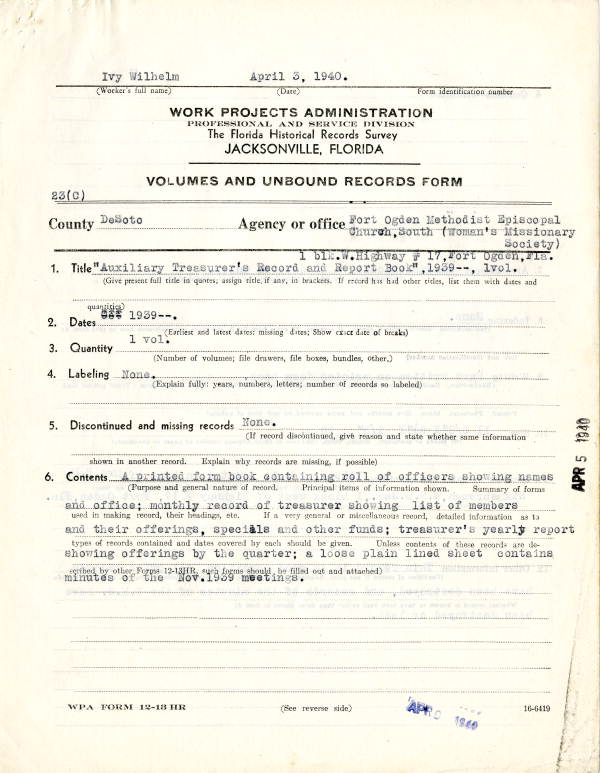 Ivy Wilhelm April 3, 1940.
(Worker's full name) (Date) Form identification number
WORK PROJECTS ADMINISTRATION
PROFESSIONAL AND SERVICE DIVISION
The Florida Historical Records Survey
JACKSONVILLE, FLORIDA
VOLUMES AND UNBOUND RECORDS FORM
23(C)
County DeSoto Agency or office Fort Ogden Methodist Episcopal
Church, South (Woman's Missionary
Society)
1 blk.W.Highway # 17, Fort Ogden, Fla.
1. Title "Auxiliary Treasurer's Record and Report Book", 1939--, 1vol.
(Give present full title in quotes; assign title, if any, in brackets. If record has had other titles, list them with dates and
quantities)
2. Dates 1939--.
(Earliest and latest dates; missing dates; Show exact date of breaks)
3. Quantity 1 vol.
(Number of volumes; file drawers, file boxes, bundles, other.)
4. Labeling None.
(Explain fully: years, numbers, letters; number of records so labeled)
5. Discontinued and missing records None.
(If record discontinued, give reason and state whether same information
shown in another record. Explain why records are missing, if possible)
APR 5 1940
6. Contents A printed form book containing roll of officers showing names
(Purpose and general nature of record. Principal items of information shown. Summary of forms
and office; monthly record of treasurer showing list of members
used in making record, their headings, etc. If a very general or miscellaneous record, detailed information as to
and their offerings, specials and other funds; treasurer's yearly report
types of records contained and dates covered by each should be given. Unless contents of these records are de-
showing offerings by the quarter; a loose plain lined sheet contains
scribed by other Forms 12-13HR, such forms should be filled out and attached)
minutes of the Nov.1939 meetings.
WPA FORM 12-13 HR (See reverse side) 16-6419
APR 9 1940